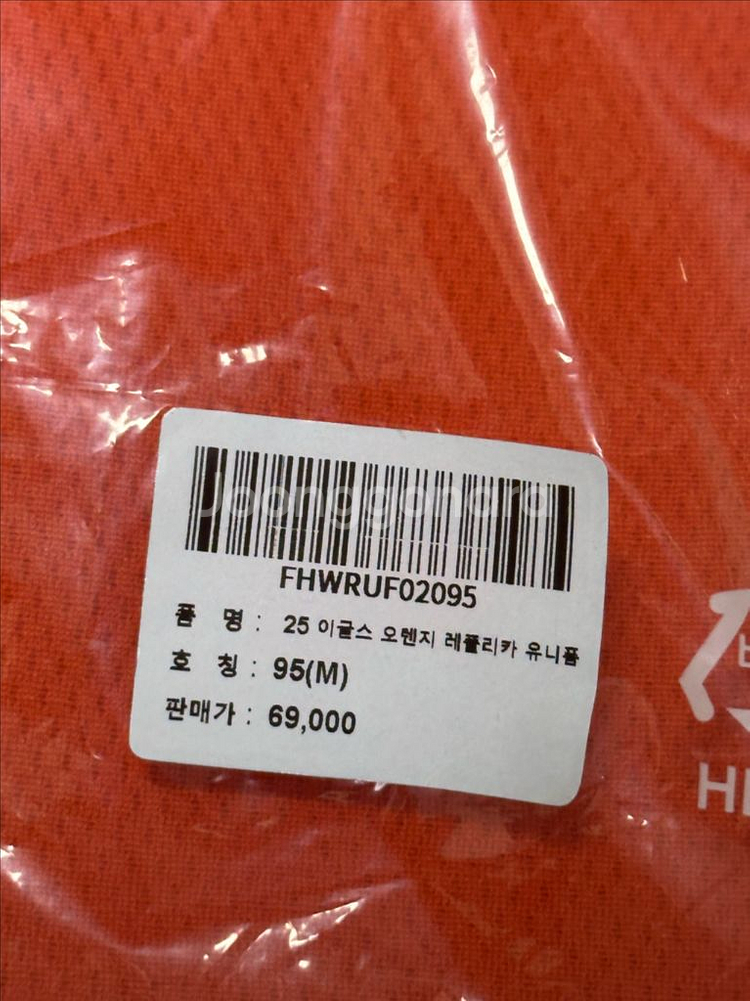 Joonggonara
FHWRUF02095
품 명 : 25 이글스 오렌지 레플리카 유니폼
호 칭 : 95(M)
판매가 : 69,000